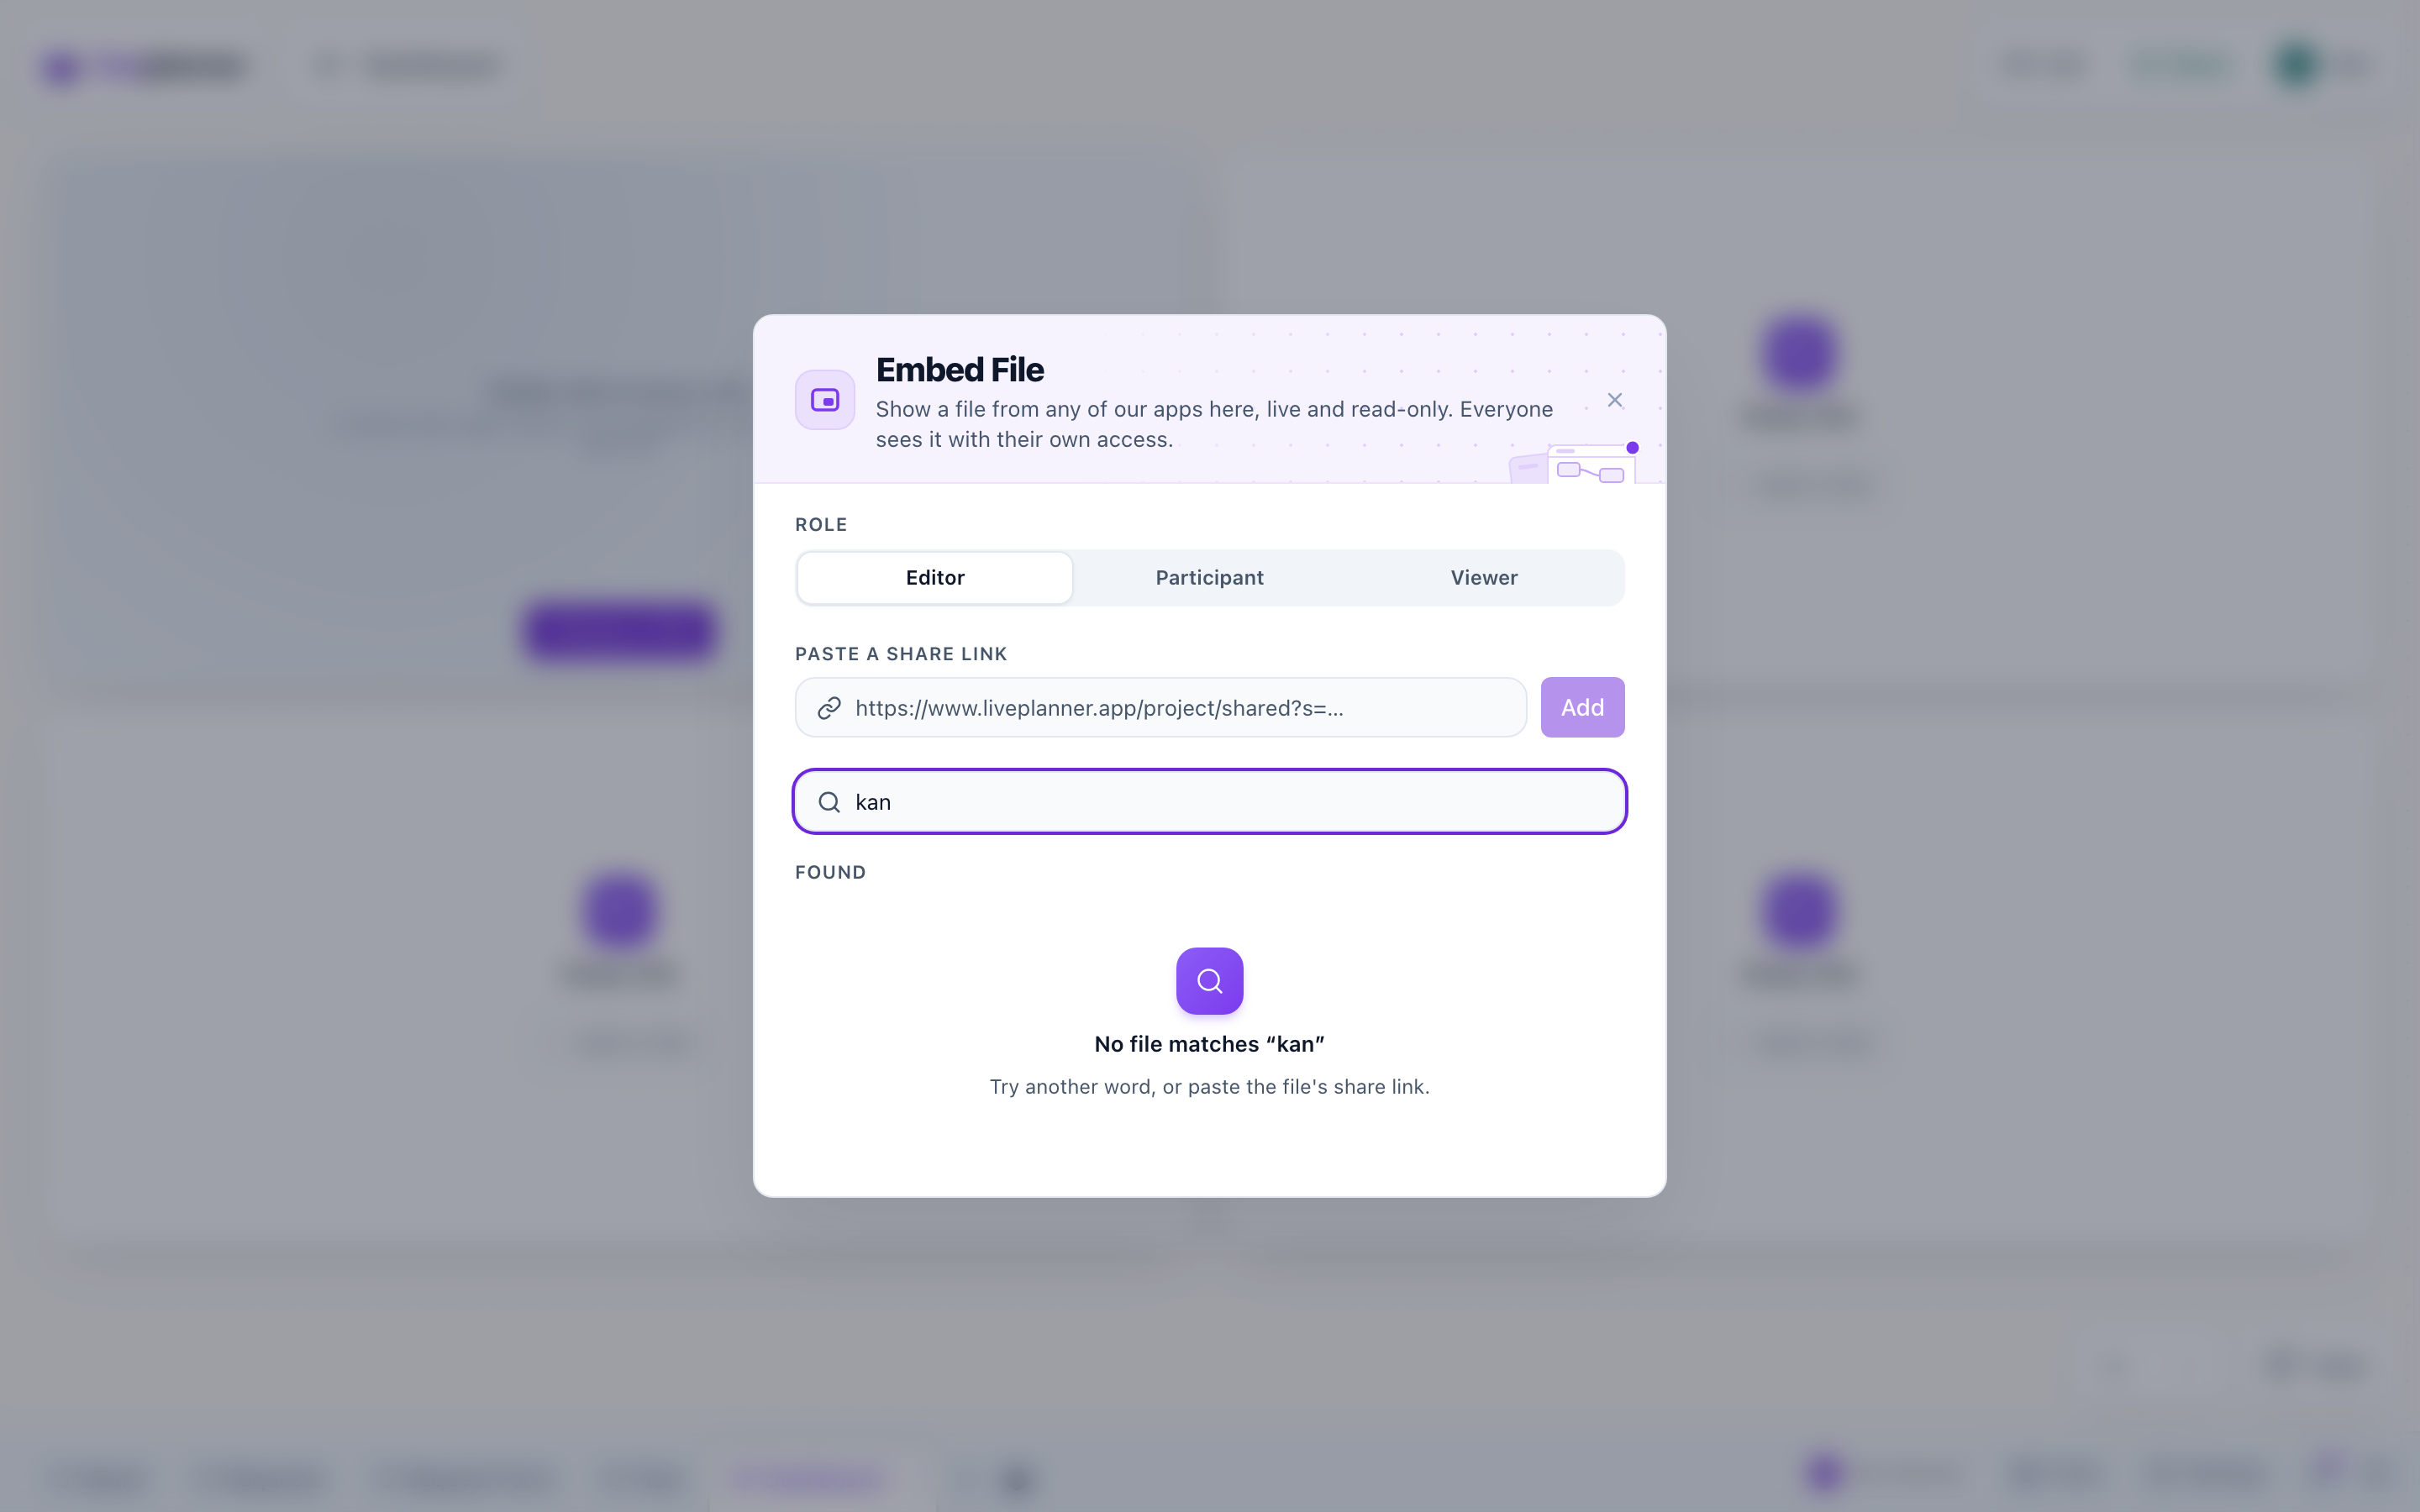 Embed File
Show a file from any of our apps here, live and read-only. Everyone
sees it with their own access.
ROLE
Editor
Participant
Viewer
PASTE A SHARE LINK
https://www.liveplanner.app/project/shared?s=...
Add
kan
FOUND
No file matches “kan”
Try another word, or paste the file's share link.